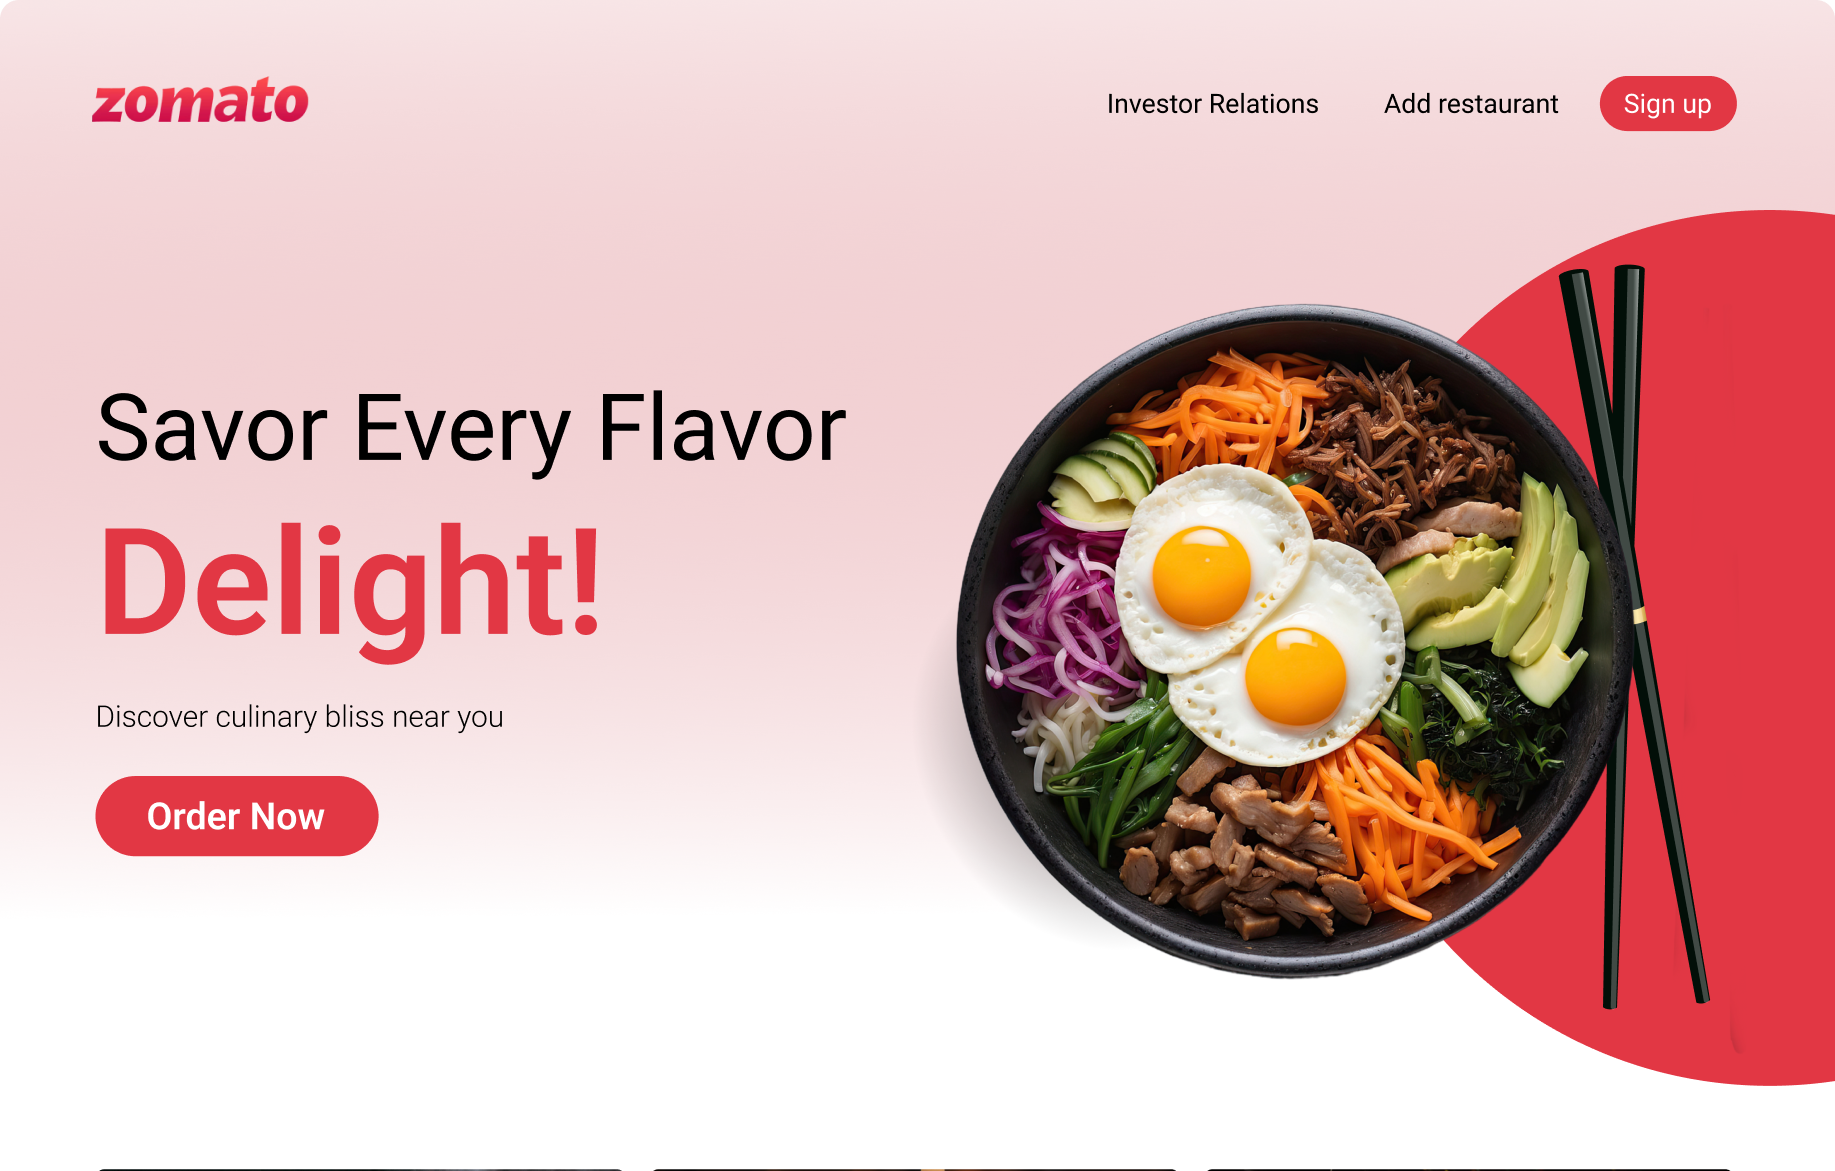 zomato
Investor Relations
Add restaurant
Sign up
Savor Every Flavor
Delight!
Discover culinary bliss near you
Order Now